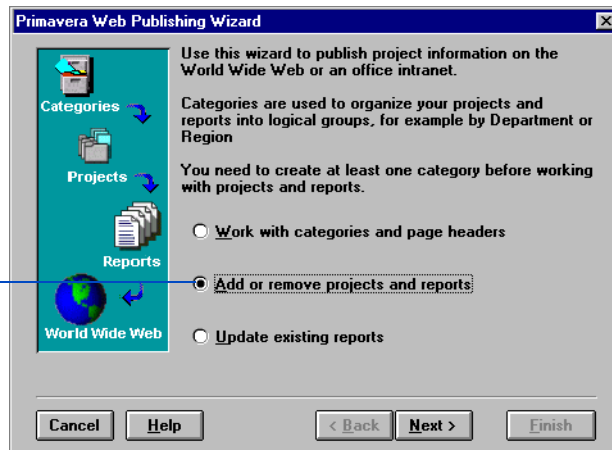 Primavera Web Publishing Wizard
Categories
Projects
Reports
World Wide Web
Use this wizard to publish project information on the
World Wide Web or an office intranet.
Categories are used to organize your projects and
reports into logical groups, for example by Department or
Region
You need to create at least one category before working
with projects and reports.
Work with categories and page headers
Add or remove projects and reports
Update existing reports
Cancel
Help
< Back
Next >
Finish